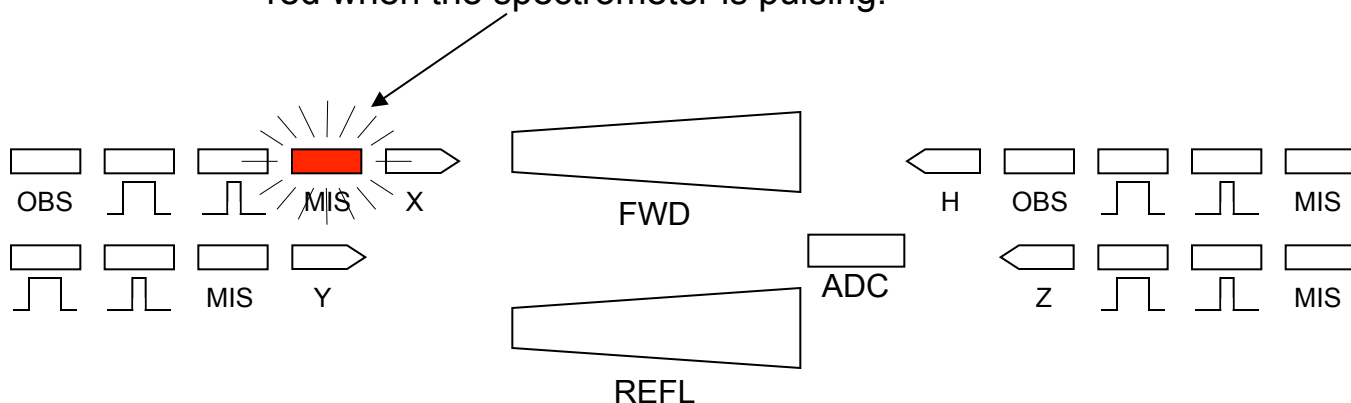 red when the spectrometer is pulsing.
OBS MIS X FWD H OBS MIS
MIS Y ADC Z MIS
REFL